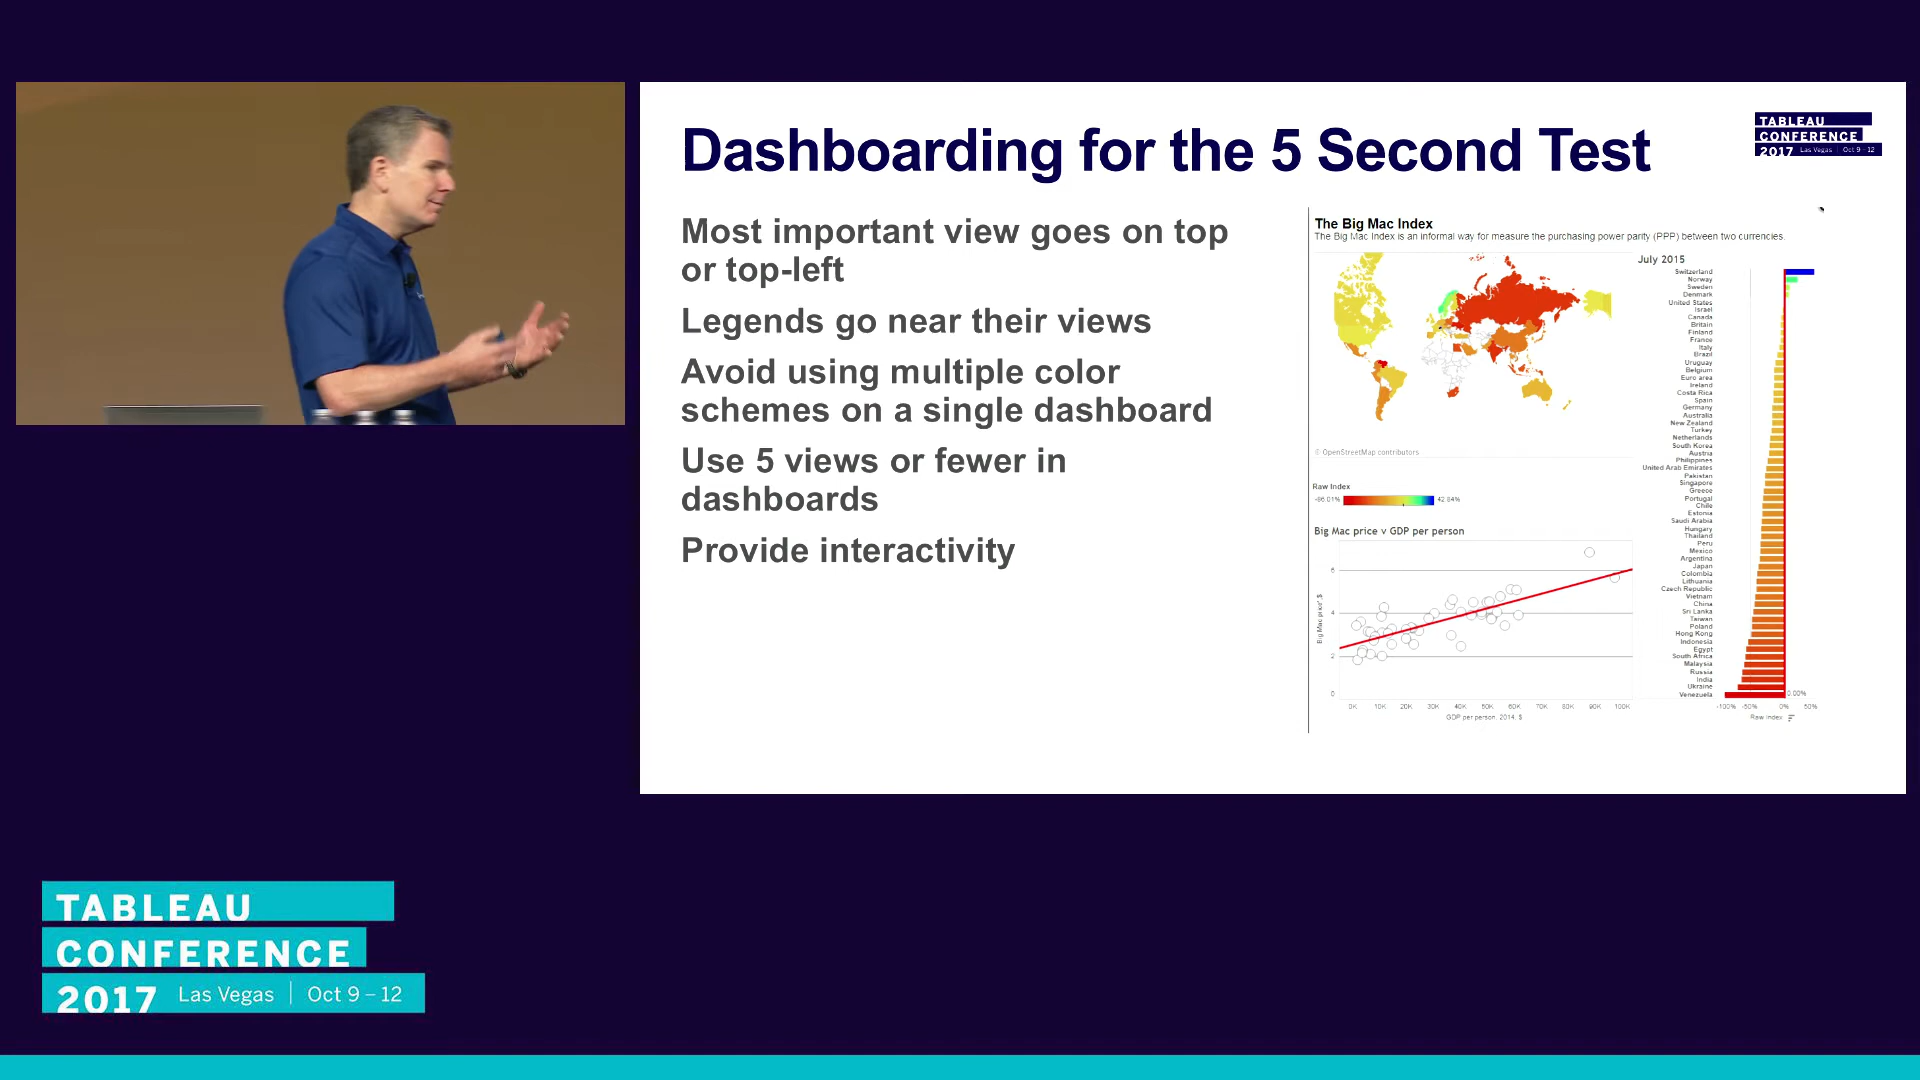 Dashboarding for the 5 Second Test
TABLEAU
CONFERENCE
2017 Las Vegas | Oct 9 – 12
Most important view goes on top
or top-left
Legends go near their views
Avoid using multiple color
schemes on a single dashboard
Use 5 views or fewer in
dashboards
Provide interactivity
The Big Mac Index
The Big Mac Index is an informal way for measure the purchasing power parity (PPP) between two currencies.
© OpenStreetMap contributors
Raw Index
-96.01% 42.84%
Big Mac price v GDP per person
Big Mac price, $
6
4
2
0
0K 10K 20K 30K 40K 50K 60K 70K 80K 90K 100K
GDP per person, 2014, $
July 2015
Switzerland
Norway
Sweden
Denmark
United States
Israel
Canada
Britain
Finland
France
Italy
Brazil
Uruguay
Belgium
Euro area
Ireland
Costa Rica
Spain
Germany
Australia
New Zealand
Turkey
Netherlands
South Korea
Austria
Philippines
United Arab Emirates
Pakistan
Singapore
Greece
Portugal
Chile
Estonia
Saudi Arabia
Hungary
Thailand
Peru
Mexico
Argentina
Japan
Colombia
Lithuania
Czech Republic
Vietnam
China
Sri Lanka
Taiwan
Poland
Hong Kong
Indonesia
Egypt
South Africa
Malaysia
Russia
India
Ukraine
Venezuela
0.00%
-100% -50% 0% 50%
Raw Index
TABLEAU
CONFERENCE
2017 Las Vegas | Oct 9 – 12